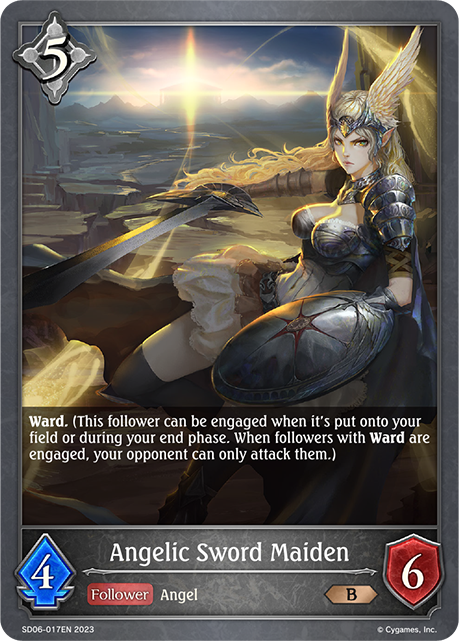 5
Ward. (This follower can be engaged when it's put onto your
field or during your end phase. When followers with Ward are
engaged, your opponent can only attack them.)
Angelic Sword Maiden
4
Follower Angel
B
6
SD06-017EN 2023
© Cygames, Inc.